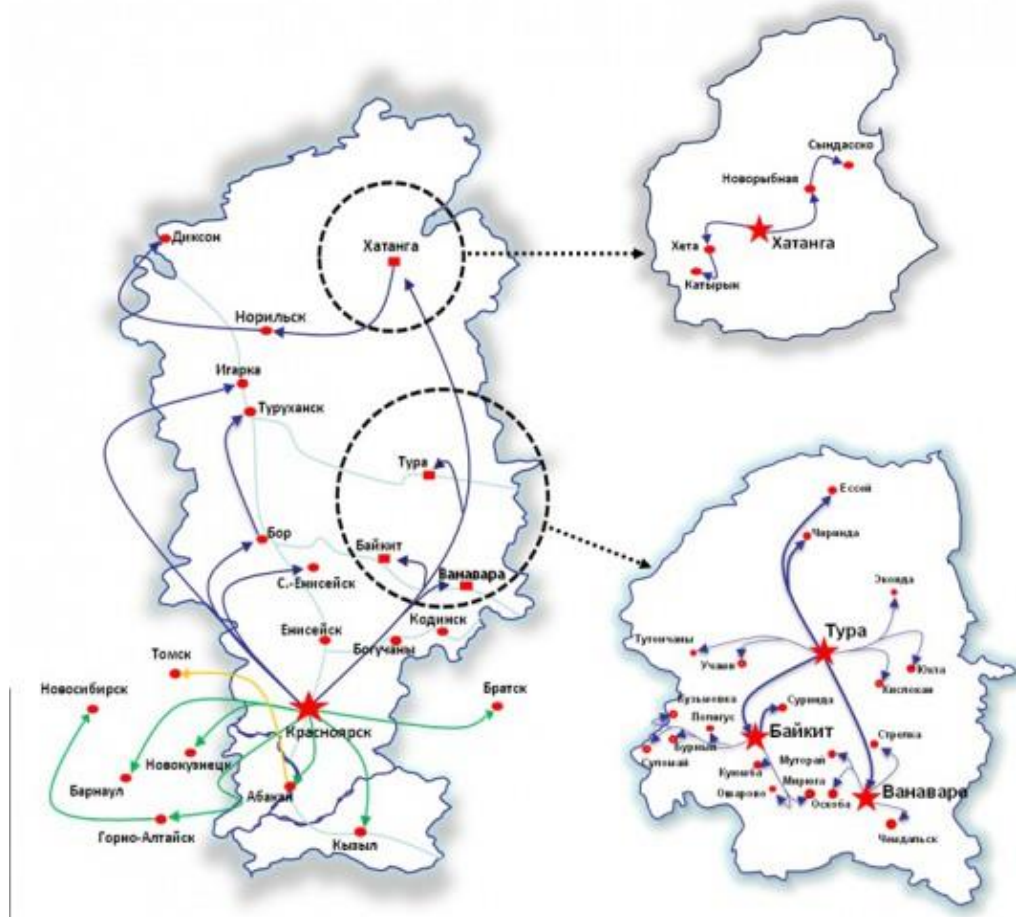 Диксон
Хатанга
Норильск
Игарка
Туруханск
Тура
Бор
Байкит
С.-Енисейск
Ванавара
Енисейск
Кодинск
Богучаны
Томск
Новосибирск
Братск
Красноярск
Новокузнецк
Барнаул
Абакан
Горно-Алтайск
Кызыл
Сындасско
Новорыбная
Хатанга
Хета
Катырык
Ессей
Чиринда
Эконда
Тура
Тутончаны
Учами
Юкта
Кислокан
Кузьмовка
Суринда
Полигус
Байкит
Стрелка
Бурный
Суломай
Муторай
Куюмба
Мирюга
Ошарово
Оскоба
Ванавара
Чемдальск